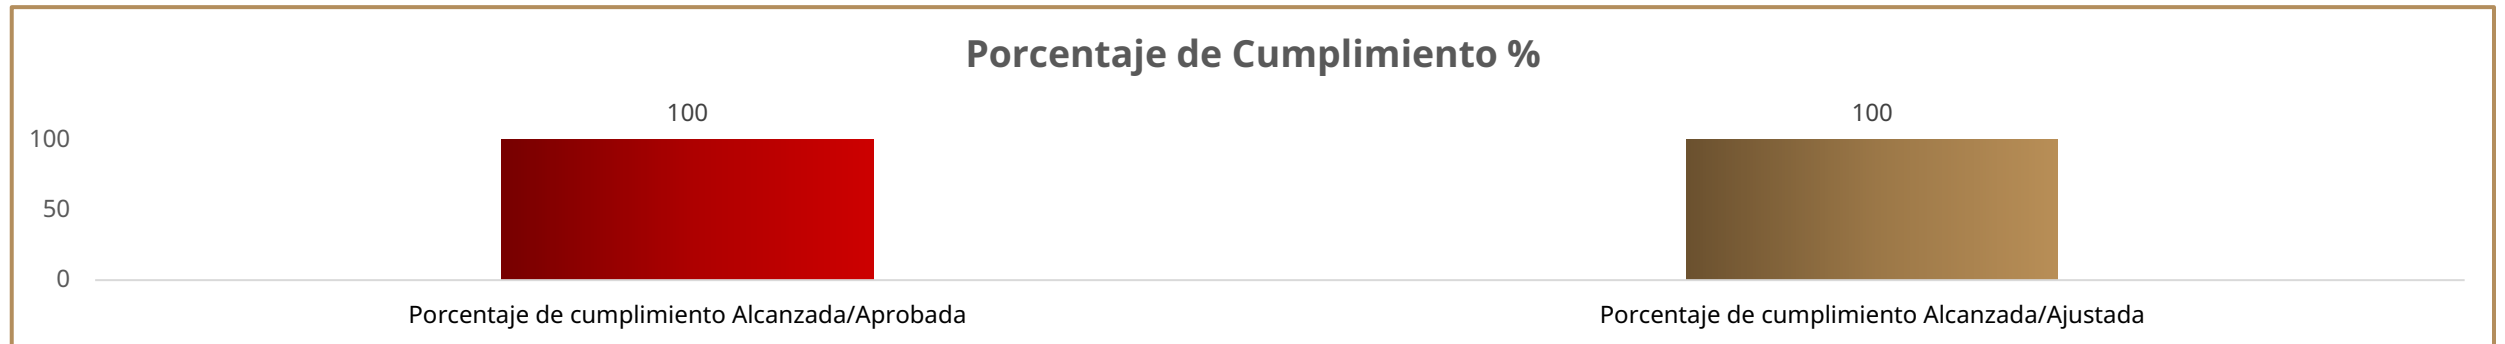 Porcentaje de Cumplimiento %
100 100
100
50
0
Porcentaje de cumplimiento Alcanzada/Aprobada Porcentaje de cumplimiento Alcanzada/Ajustada